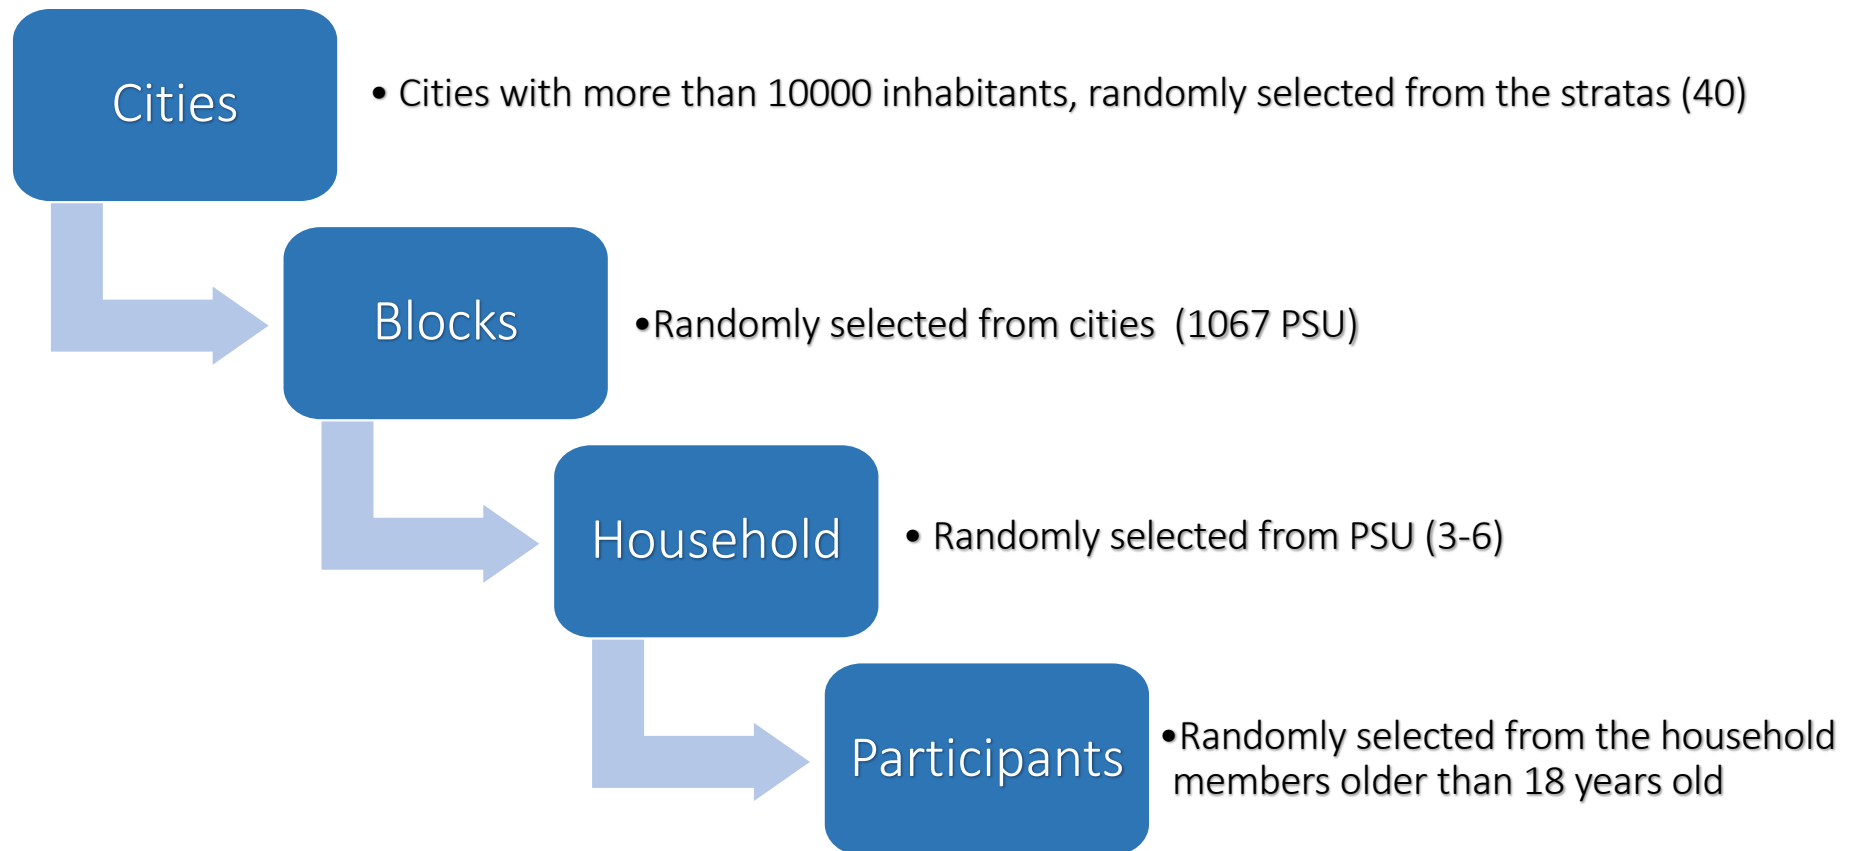 Cities
• Cities with more than 10000 inhabitants, randomly selected from the stratas (40)
Blocks
•Randomly selected from cities  (1067 PSU)
Household
• Randomly selected from PSU (3-6)
Participants
•Randomly selected from the household
members older than 18 years old